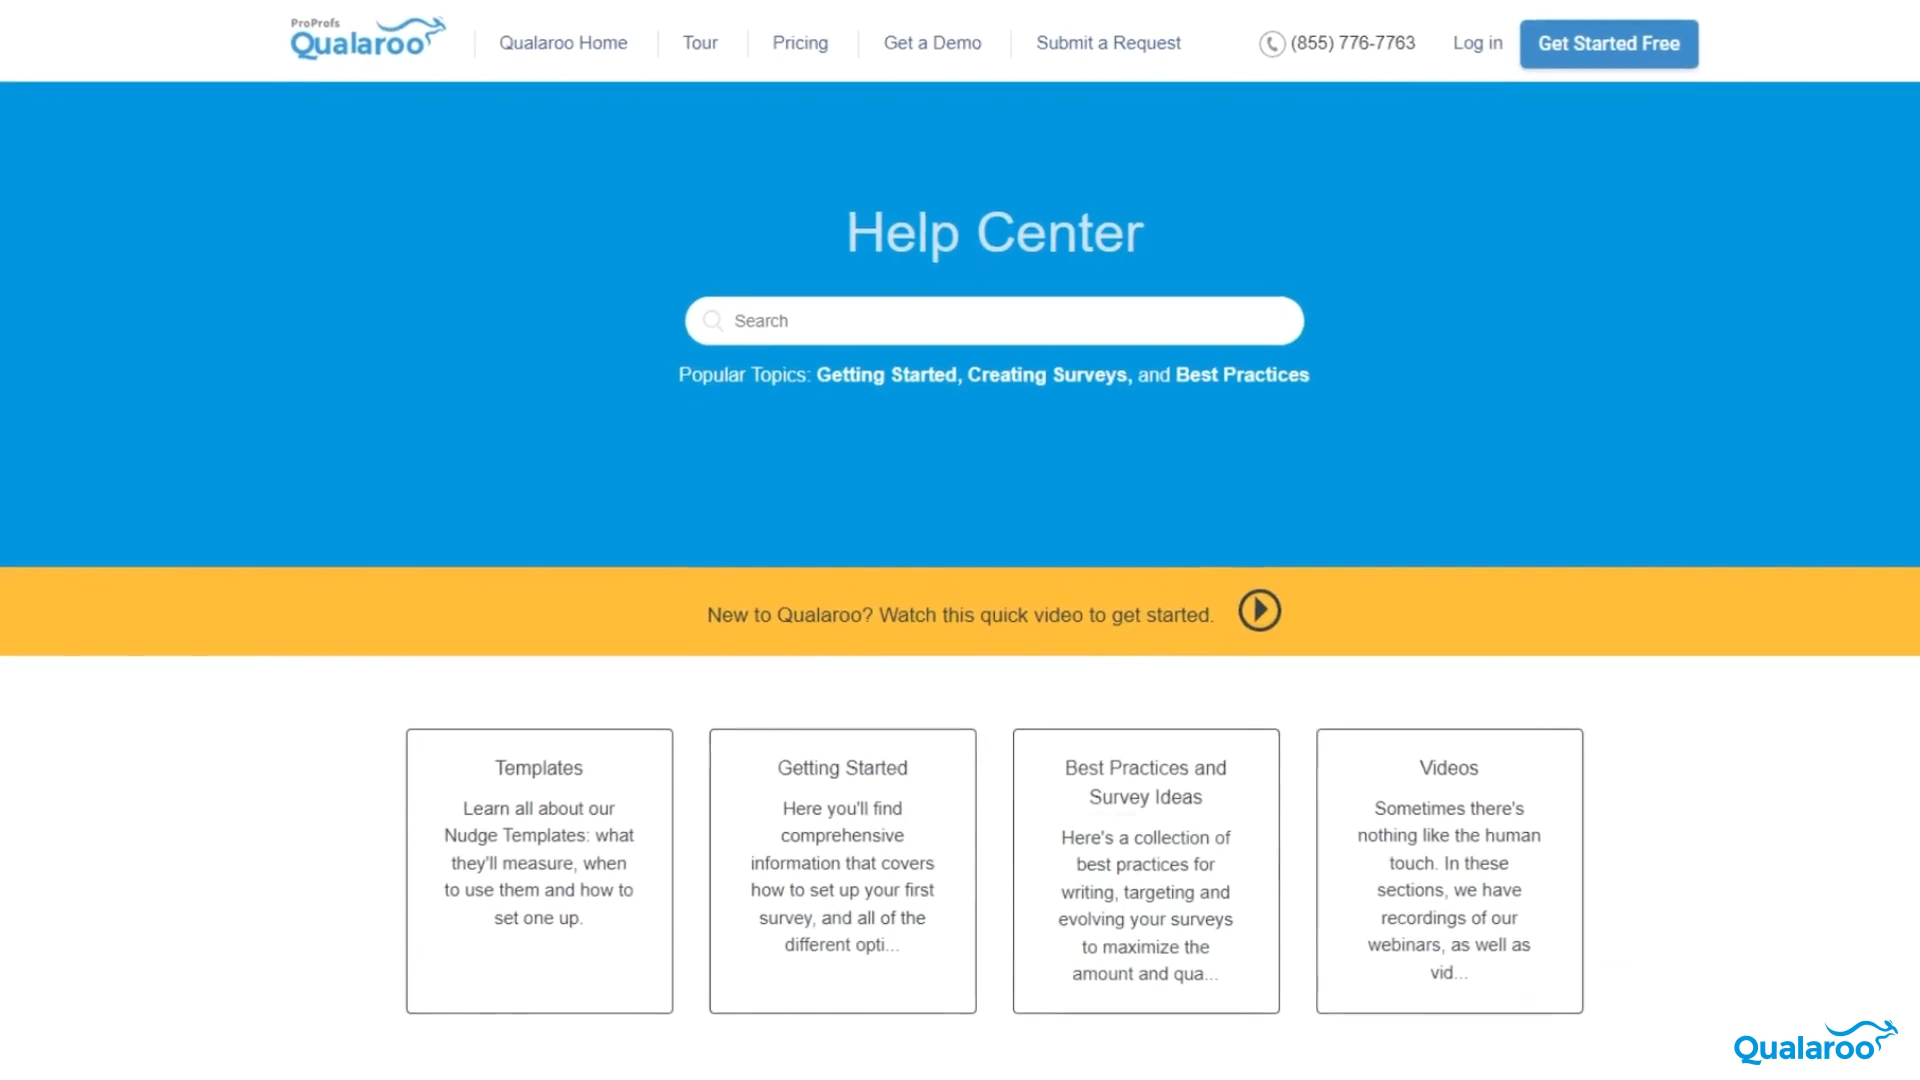 ProProfs
Qualaroo
Qualaroo Home
Tour
Pricing
Get a Demo
Submit a Request
(855) 776-7763
Log in
Get Started Free
Help Center
Search
Popular Topics: Getting Started, Creating Surveys, and Best Practices
New to Qualaroo? Watch this quick video to get started.
Templates
Learn all about our
Nudge Templates: what
they'll measure, when
to use them and how to
set one up.
Getting Started
Here you'll find
comprehensive
information that covers
how to set up your first
survey, and all of the
different opti...
Best Practices and
Survey Ideas
Here's a collection of
best practices for
writing, targeting and
evolving your surveys
to maximize the
amount and qua...
Videos
Sometimes there's
nothing like the human
touch. In these
sections, we have
recordings of our
webinars, as well as
vid...
Qualaroo